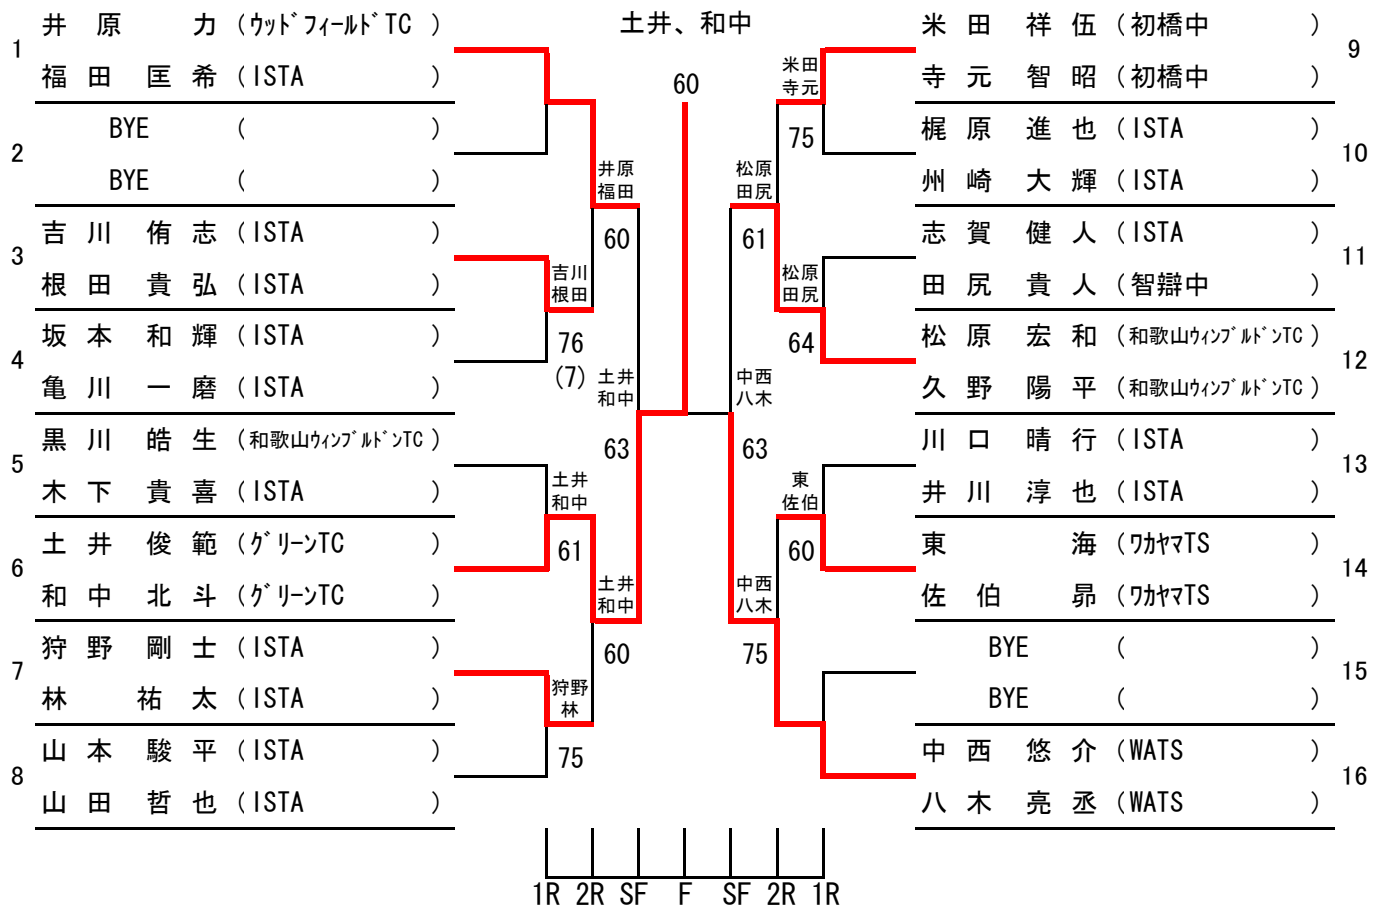 土井、和中
60
1
井原 力 (ウッドフィールドTC )
福田 匡希 (ISTA )
2
BYE ( )
BYE ( )
3
吉川 侑志 (ISTA )
根田 貴弘 (ISTA )
4
坂本 和輝 (ISTA )
亀川 一磨 (ISTA )
5
黒川 皓生 (和歌山ウィンブルドンTC )
木下 貴喜 (ISTA )
6
土井 俊範 (グリーンTC )
和中 北斗 (グリーンTC )
7
狩野 剛士 (ISTA )
林 祐太 (ISTA )
8
山本 駿平 (ISTA )
山田 哲也 (ISTA )
井原
福田
60
吉川
根田
76
(7)
土井
和中
63
土井
和中
61
土井
和中
60
狩野
林
75
米田
寺元
75
松原
田尻
61
松原
田尻
64
中西
八木
63
東
佐伯
60
中西
八木
75
米田 祥伍 (初橋中 )
寺元 智昭 (初橋中 )
9
梶原 進也 (ISTA )
州崎 大輝 (ISTA )
10
志賀 健人 (ISTA )
田尻 貴人 (智辯中 )
11
松原 宏和 (和歌山ウィンブルドンTC )
久野 陽平 (和歌山ウィンブルドンTC )
12
川口 晴行 (ISTA )
井川 淳也 (ISTA )
13
東 海 (ワカヤマTS )
佐伯 昴 (ワカヤマTS )
14
BYE ( )
BYE ( )
15
中西 悠介 (WATS )
八木 亮丞 (WATS )
16
1R 2R SF F SF 2R 1R